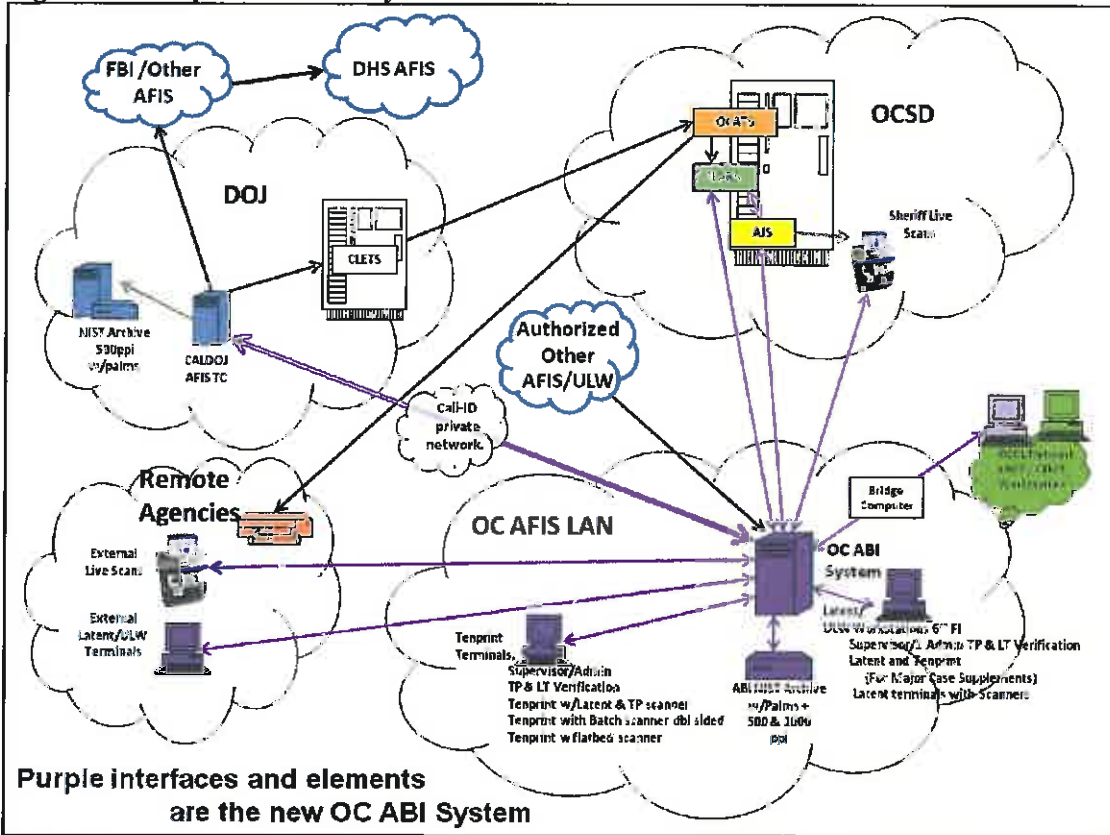 FBI /Other
AFIS
DHS AFIS
OCSD
OCATS
AJS
Sheriff Live
Scan
DOJ
CLETS
NIST Archive
500ppi
w/palms
CALDOJ
AFIS TC
Authorized
Other
AFIS/ULW
Cal-ID
private
network
Remote
Agencies
External
Live Scan
External
Latent/ULW
Terminals
OC AFIS LAN
Bridge
Computer
OC ABI
System
Latent/
Workstations 6th Fl
Supervisor/1 Admin TP & LT Verification
Latent and Tenprint
(For Major Case Supplements)
Latent terminals with Scanners
Tenprint
Terminals,
Supervisor/Admin
TP & LT Verification
Tenprint w/Latent & TP scanner
Tenprint with Batch scanner dbl sided
Tenprint w flatbed scanner
ABI NIST Archive
w/Palms +
500 & 1000
ppi
Purple interfaces and elements
are the new OC ABI System